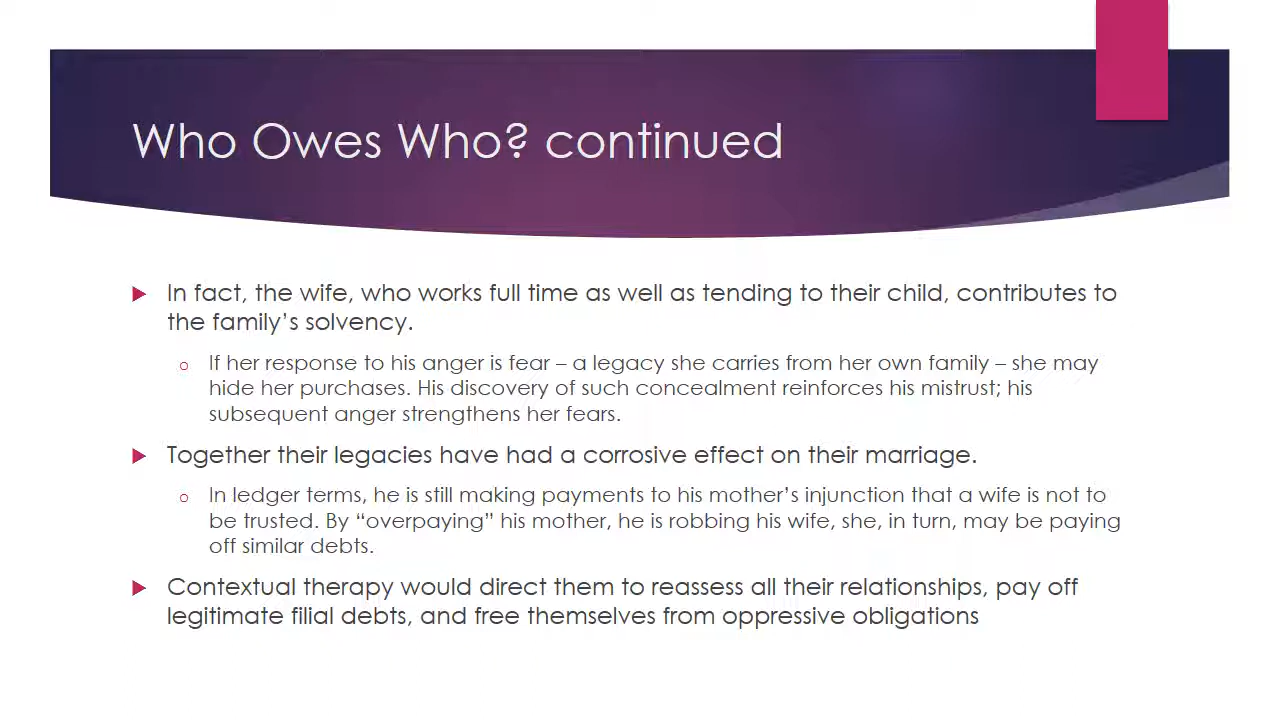 Who Owes Who? continued
In fact, the wife, who works full time as well as tending to their child, contributes to
the family's solvency.
If her response to his anger is fear – a legacy she carries from her own family – she may
hide her purchases. His discovery of such concealment reinforces his mistrust; his
subsequent anger strengthens her fears.
Together their legacies have had a corrosive effect on their marriage.
In ledger terms, he is still making payments to his mother's injunction that a wife is not to
be trusted. By “overpaying” his mother, he is robbing his wife, she, in turn, may be paying
off similar debts.
Contextual therapy would direct them to reassess all their relationships, pay off
legitimate filial debts, and free themselves from oppressive obligations